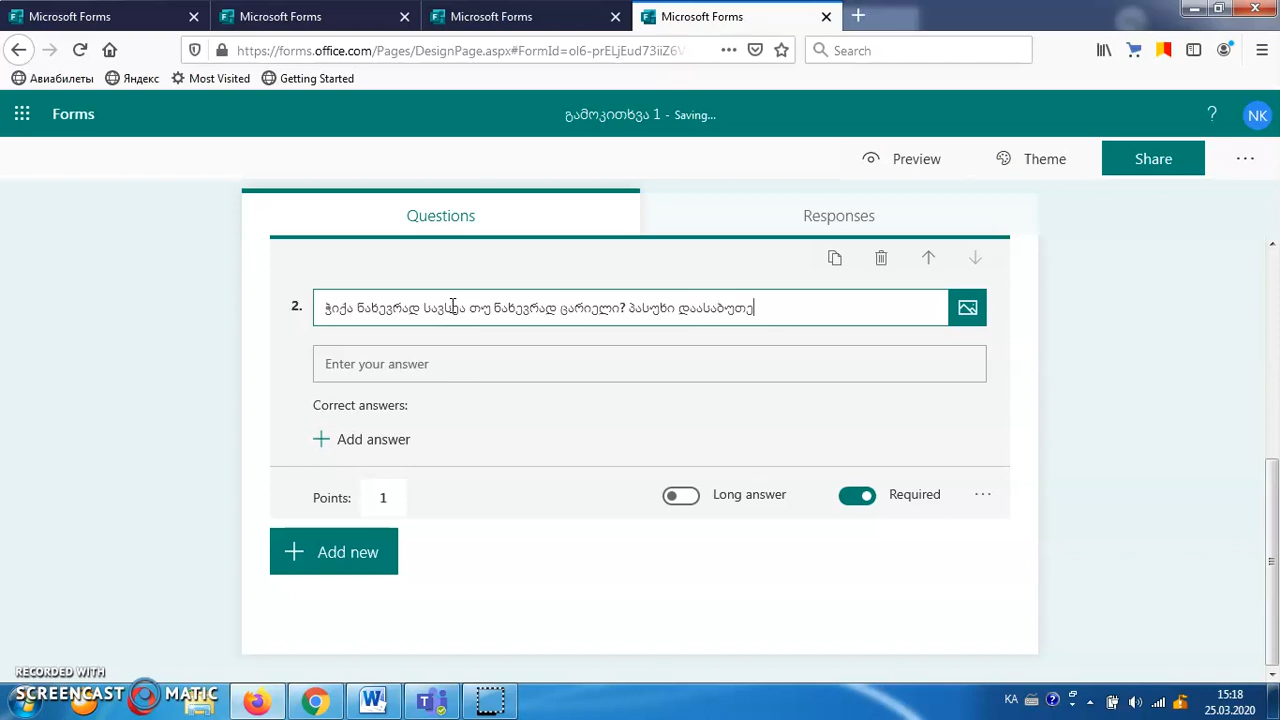 Microsoft Forms
Microsoft Forms
Microsoft Forms
Microsoft Forms
https://forms.office.com/Pages/DesignPage.aspx#FormId=ol6-prELjEud73iiZ6V
Search
Авиабилеты
Яндекс
Most Visited
Getting Started
Forms
გამოკითხვა 1 - Saving...
?
NK
Preview
Theme
Share
Questions
Responses
2.
ჭიქა ნახევრად სავსეა თუ ნახევრად ცარიელი? პასუხი დაასაბუთე
Enter your answer
Correct answers:
Add answer
Points:
1
Long answer
Required
Add new
RECORDED WITH
SCREENCAST MATIC
KA
15:18
25.03.2020